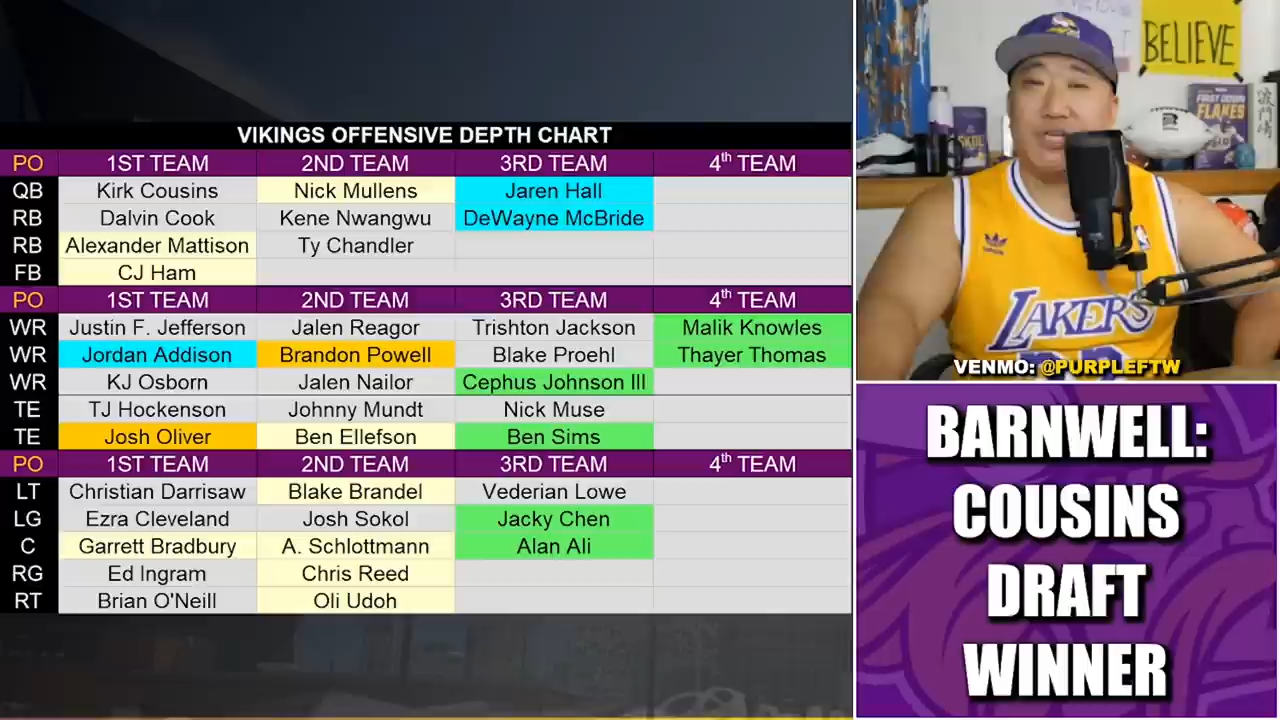 VIKINGS OFFENSIVE DEPTH CHART
PO 1ST TEAM 2ND TEAM 3RD TEAM 4th TEAM
QB Kirk Cousins Nick Mullens Jaren Hall
RB Dalvin Cook Kene Nwangwu DeWayne McBride
RB Alexander Mattison Ty Chandler
FB CJ Ham
PO 1ST TEAM 2ND TEAM 3RD TEAM 4th TEAM
WR Justin F. Jefferson Jalen Reagor Trishton Jackson Malik Knowles
WR Jordan Addison Brandon Powell Blake Proehl Thayer Thomas
WR KJ Osborn Jalen Nailor Cephus Johnson III
TE TJ Hockenson Johnny Mundt Nick Muse
TE Josh Oliver Ben Ellefson Ben Sims
PO 1ST TEAM 2ND TEAM 3RD TEAM 4th TEAM
LT Christian Darrisaw Blake Brandel Vederian Lowe
LG Ezra Cleveland Josh Sokol Jacky Chen
C Garrett Bradbury A. Schlottmann Alan Ali
RG Ed Ingram Chris Reed
RT Brian O'Neill Oli Udoh
BELIEVE
FIRST DOWN
FLAKES
SKOL
adidas
LAKERS
VENMO: @PURPLEFTW
BARNWELL:
COUSINS
DRAFT
WINNER